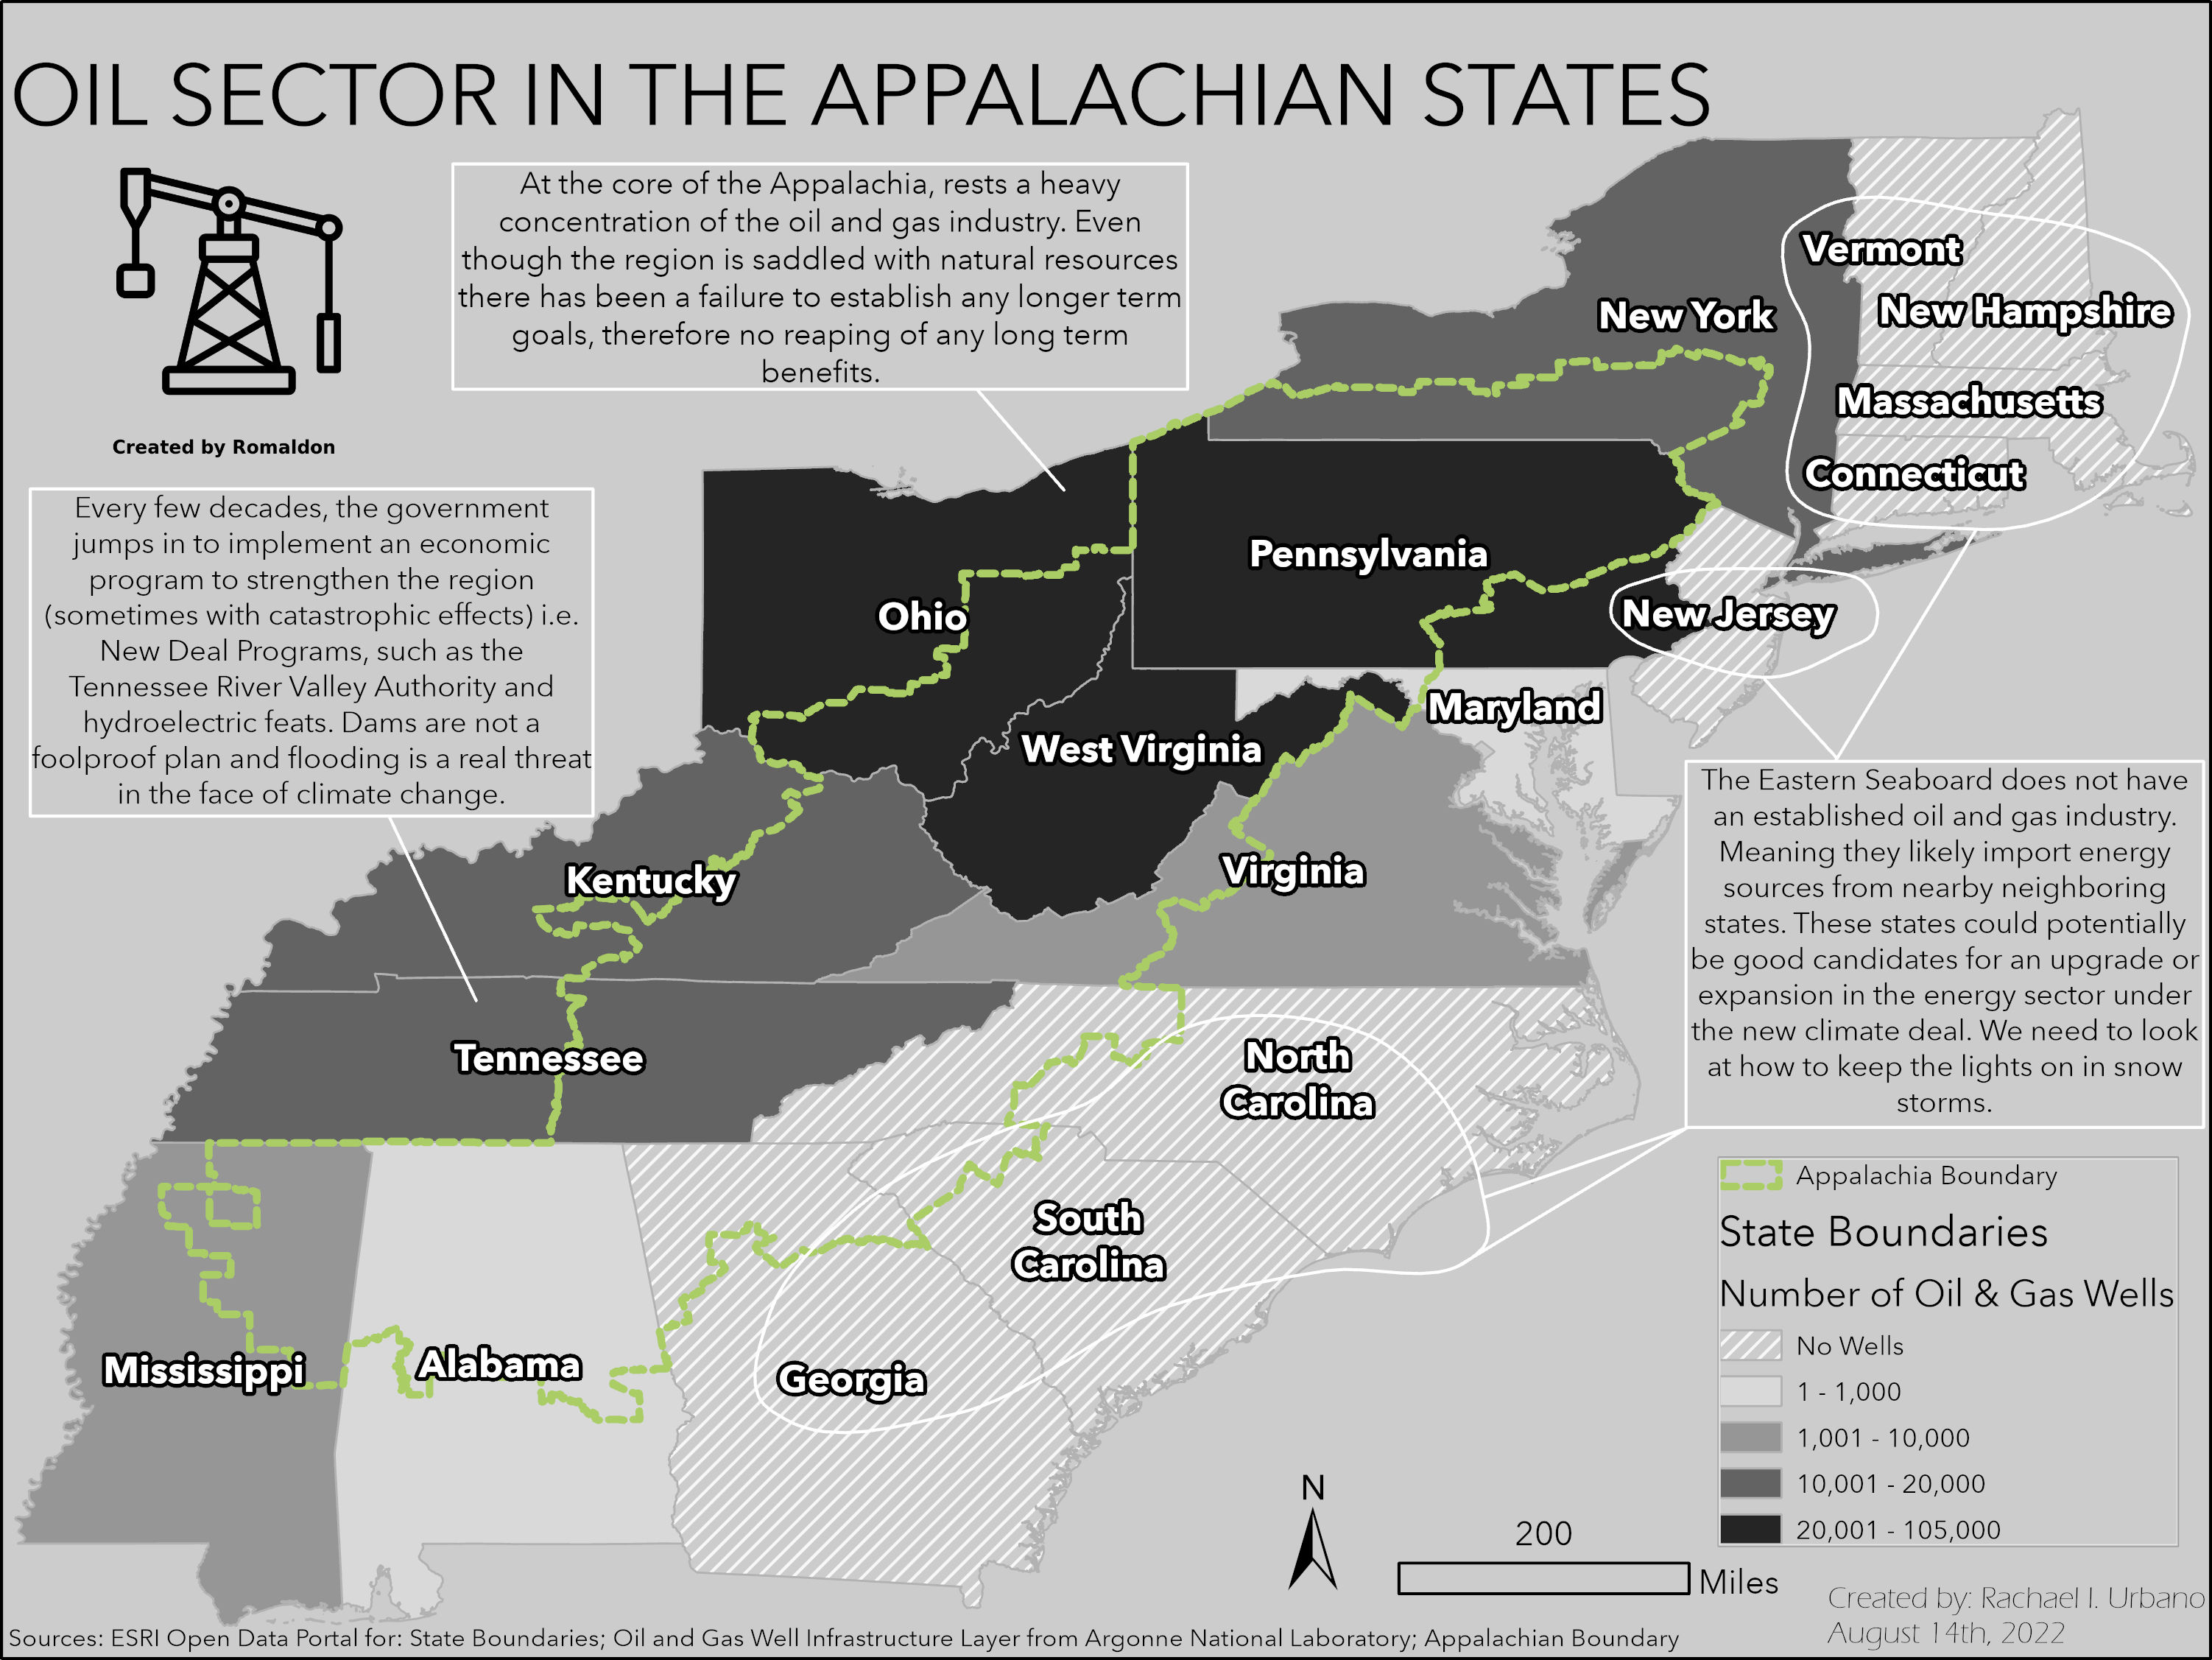 OIL SECTOR IN THE APPALACHIAN STATES
Created by Romaldon
At the core of the Appalachia, rests a heavy
concentration of the oil and gas industry. Even
though the region is saddled with natural resources
there has been a failure to establish any longer term
goals, therefore no reaping of any long term
benefits.
Every few decades, the government
jumps in to implement an economic
program to strengthen the region
(sometimes with catastrophic effects) i.e.
New Deal Programs, such as the
Tennessee River Valley Authority and
hydroelectric feats. Dams are not a
foolproof plan and flooding is a real threat
in the face of climate change.
Vermont
New Hampshire
New York
Massachusetts
Connecticut
Pennsylvania
Ohio
New Jersey
Maryland
West Virginia
Virginia
Kentucky
Tennessee
North
Carolina
South
Carolina
Mississippi
Alabama
Georgia
The Eastern Seaboard does not have
an established oil and gas industry.
Meaning they likely import energy
sources from nearby neighboring
states. These states could potentially
be good candidates for an upgrade or
expansion in the energy sector under
the new climate deal. We need to look
at how to keep the lights on in snow
storms.
Appalachia Boundary
State Boundaries
Number of Oil & Gas Wells
No Wells
1 - 1,000
1,001 - 10,000
10,001 - 20,000
20,001 - 105,000
N
200
Miles
Created by: Rachael I. Urbano
August 14th, 2022
Sources: ESRI Open Data Portal for: State Boundaries; Oil and Gas Well Infrastructure Layer from Argonne National Laboratory; Appalachian Boundary